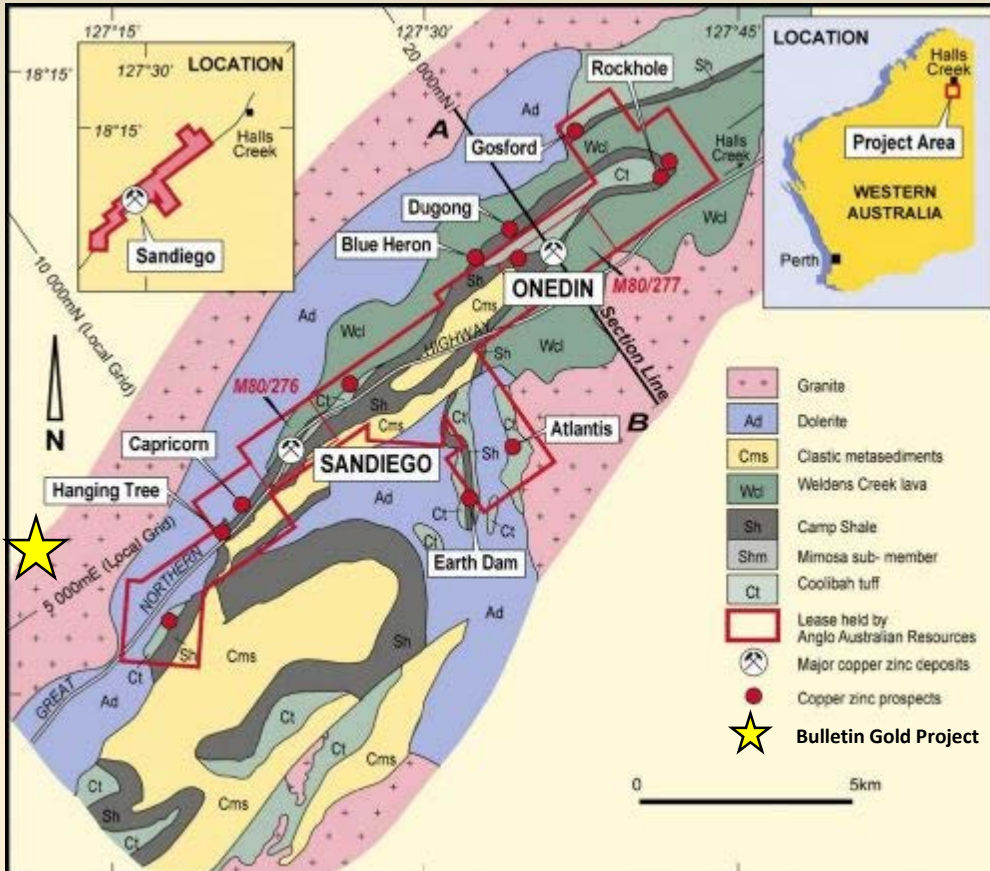 127°15'
127°30'
127°45'
18°15'
127°30'
LOCATION
18°15'
Halls
Creek
Sandiego
20 000mN
10 000mN (Local Grid)
5 000mE (Local Grid)
LOCATION
Halls
Creek
Project Area
WESTERN
AUSTRALIA
Perth
Rockhole
Sh
Ad
A
Gosford
Wcl
Ct
Halls
Creek
Dugong
Wcl
Blue Heron
Sh
ONEDIN
M80/277
Cms
Ad
Wcl
HIGHWAY
Section Line
Sh
Wcl
M80/276
Ct
Sh
Cms
Ct
Ct
B
Capricorn
Atlantis
Sh
SANDIEGO
Hanging Tree
Ad
Ct
Ct
Ct
Earth Dam
NORTHERN
N
Ad
Sh
Sh
Cms
Ct
GREAT
Ad
Ct
Ct
Ct
Cms
Sh
Ct
Granite
Ad Dolerite
Cms Clastic metasediments
Wcl Weldens Creek lava
Sh Camp Shale
Shm Mimosa sub- member
Ct Coolibah tuff
Lease held by
Anglo Australian Resources
Major copper zinc deposits
Copper zinc prospects
Bulletin Gold Project
0 5km